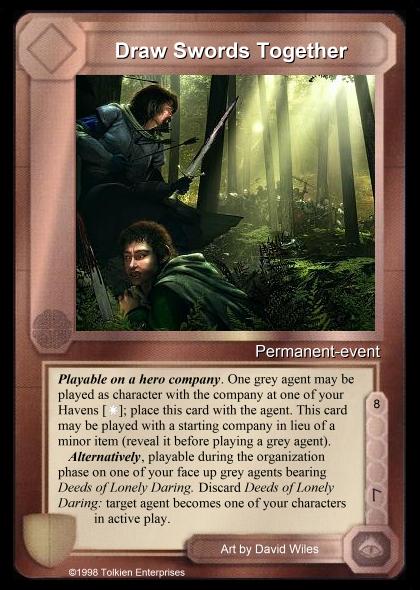 Draw Swords Together
Permanent-event
Playable on a hero company. One grey agent may be
played as character with the company at one of your
Havens [☀]; place this card with the agent. This card
may be played with a starting company in lieu of a
minor item (reveal it before playing a grey agent).
Alternatively, playable during the organization
phase on one of your face up grey agents bearing
Deeds of Lonely Daring. Discard Deeds of Lonely
Daring: target agent becomes one of your characters
in active play.
8
Art by David Wiles
©1998 Tolkien Enterprises